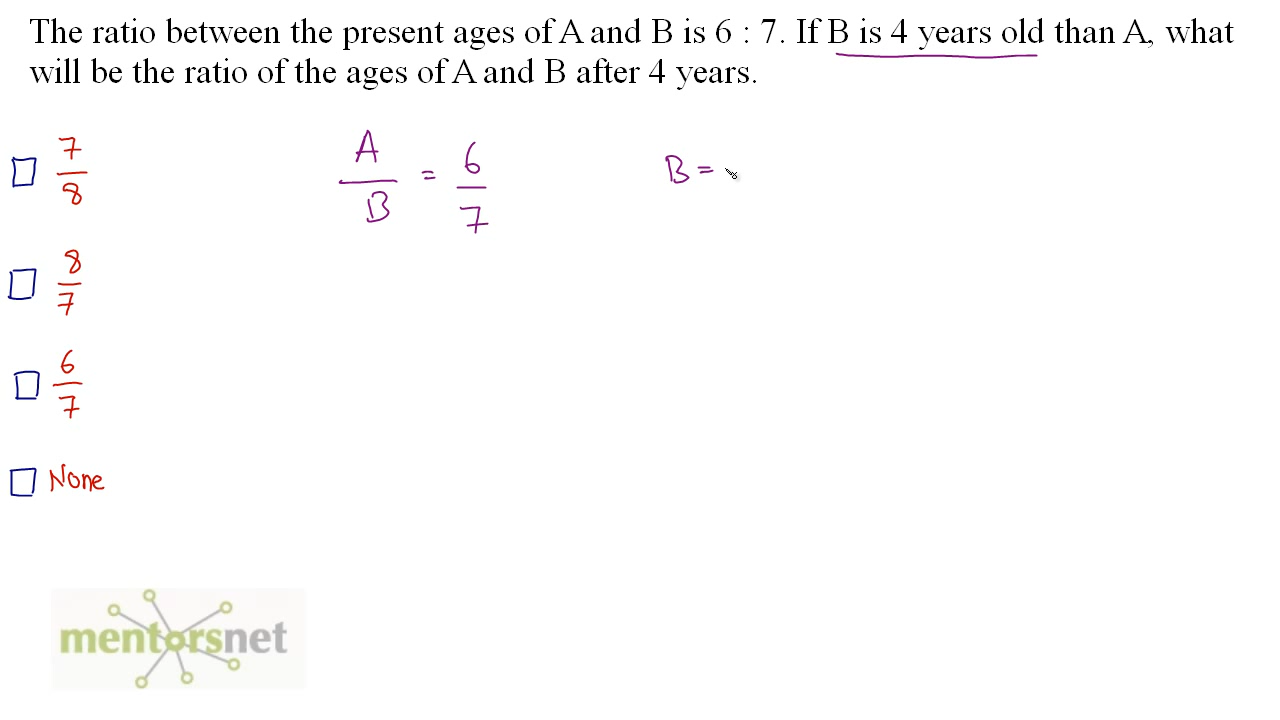 The ratio between the present ages of A and B is 6 : 7. If B is 4 years old than A, what
will be the ratio of the ages of A and B after 4 years.
7/8
A/B = 6/7
B =
8/7
6/7
None
mentorsnet